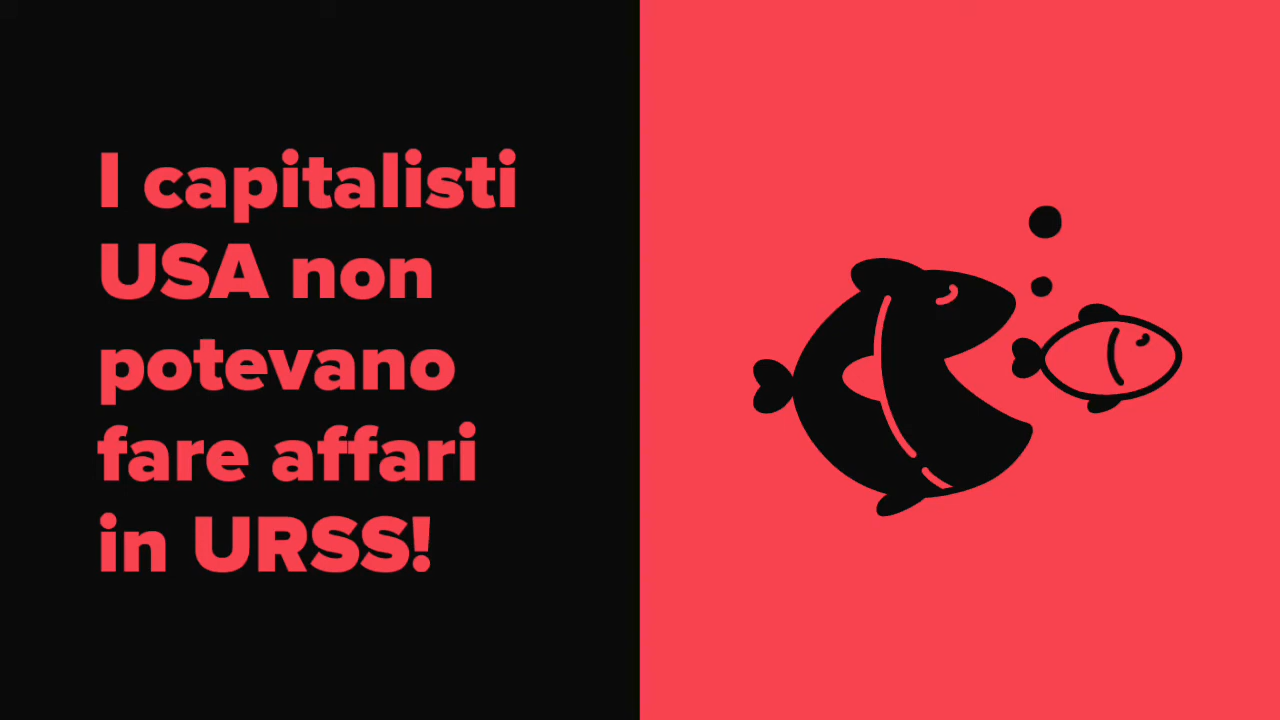 I capitalisti
USA non
potevano
fare affari
in URSS!